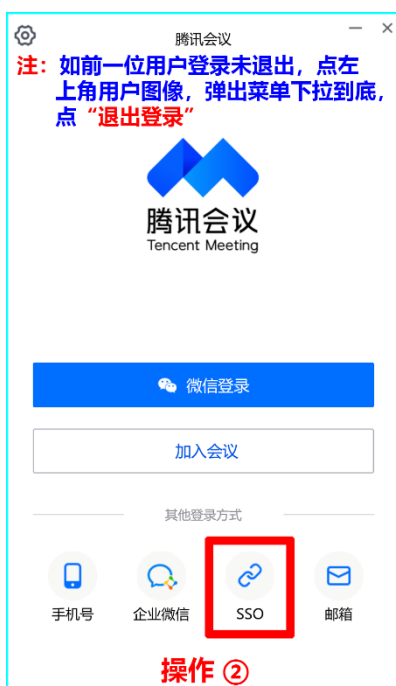 腾讯会议
注：如前一位用户登录未退出，点左
上角用户图像，弹出菜单下拉到底，
点“退出登录”
腾讯会议
Tencent Meeting
微信登录
加入会议
其他登录方式
手机号
企业微信
SSO
邮箱
操作 ②